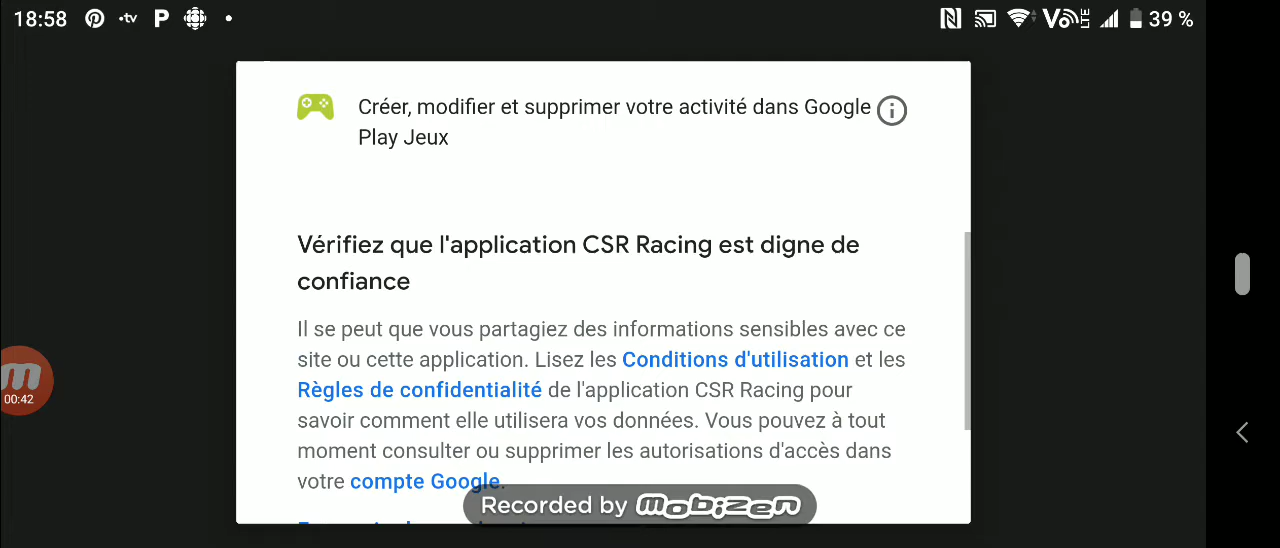 18:58 •tv P VoLTE 39 %
Créer, modifier et supprimer votre activité dans Google
Play Jeux
Vérifiez que l'application CSR Racing est digne de
confiance
Il se peut que vous partagiez des informations sensibles avec ce
site ou cette application. Lisez les Conditions d'utilisation et les
Règles de confidentialité de l'application CSR Racing pour
savoir comment elle utilisera vos données. Vous pouvez à tout
moment consulter ou supprimer les autorisations d'accès dans
votre compte Google.
00:42
Recorded by mobizen